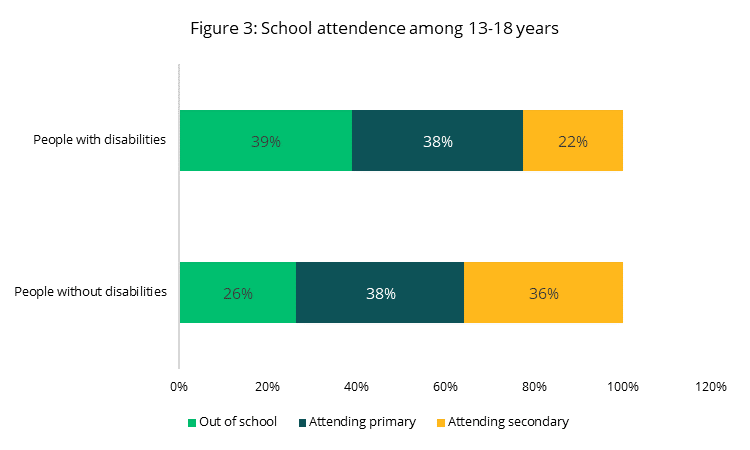 Figure 3: School attendence among 13-18 years
People with disabilities
39%
38%
22%
People without disabilities
26%
38%
36%
0%
20%
40%
60%
80%
100%
120%
Out of school
Attending primary
Attending secondary